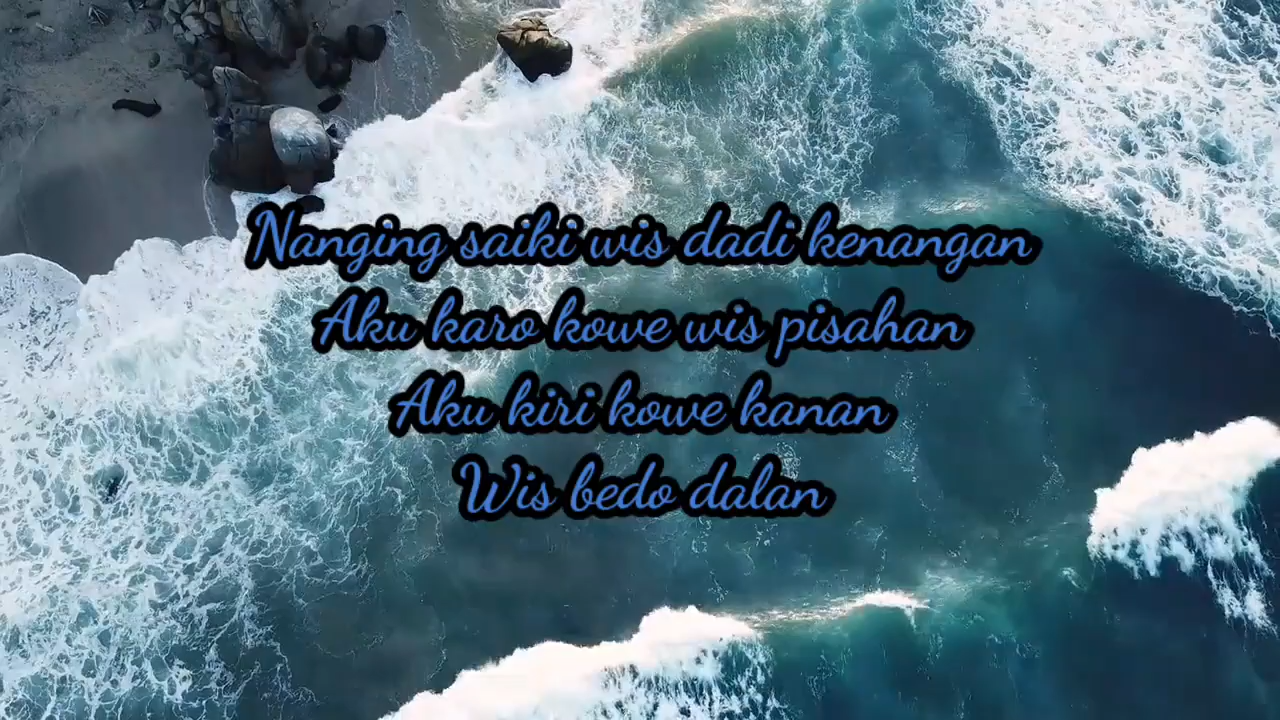 Nanging saiki wis dadi kenangan
Aku karo kowe wis pisahan
Aku kiri kowe kanan
Wis bedo dalan